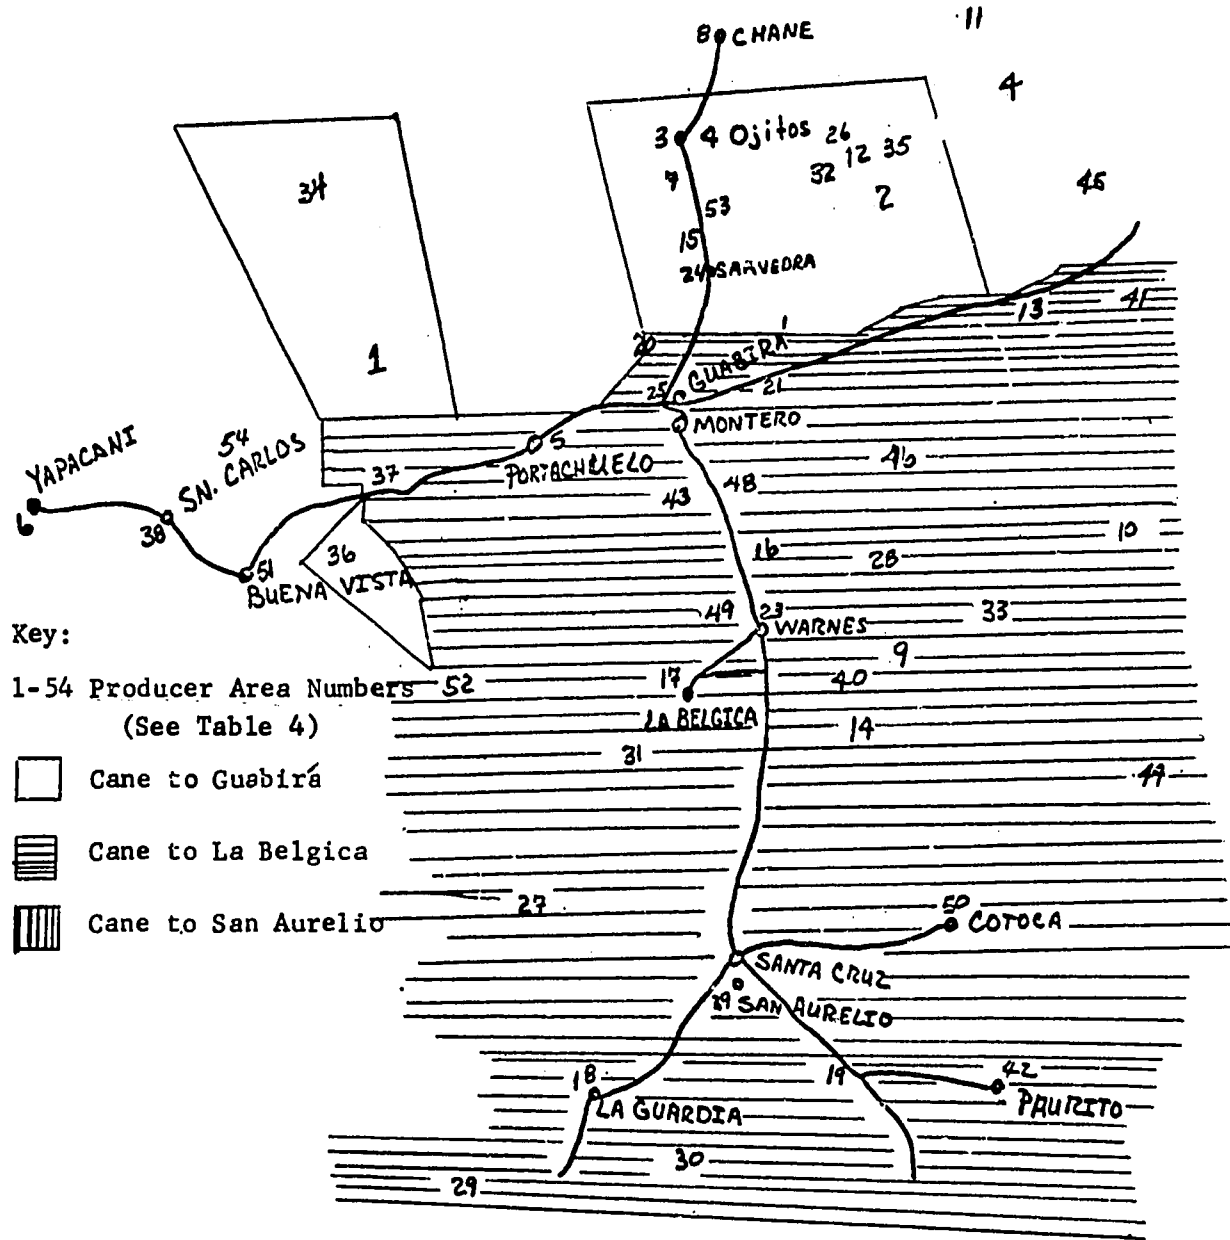 8 CHANE
11
4
3 4 Ojitos 26
12 35
32
34
7
2
45
53
15
24 SAAVEDRA
41
13
20
1
GUABIRÁ
25
21
MONTERO
5
PORTACHUELO
54
SN. CARLOS
YAPACANI
6
37
46
43 48
38
10
16
28
36
51
BUENA VISTA
49 23
33
WARNES
Key:
9
1-54 Producer Area Numbers 52
(See Table 4)
17
40
LA BELGICA
14
31
Cane to Guabirá
47
Cane to La Belgica
27
50
COTOCA
Cane to San Aurelio
SANTA CRUZ
39 SAN AURELIO
18
19
42
LA GUARDIA
PAURITO
30
29